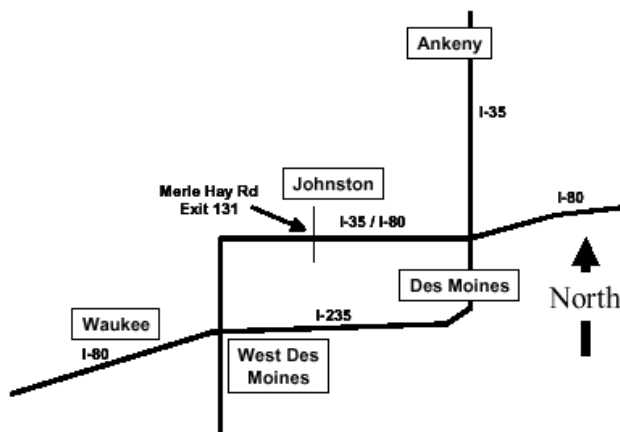 Ankeny
I-35
Merle Hay Rd
Exit 131
Johnston
I-35 / I-80
I-80
Des Moines
North
Waukee
I-80
I-235
West Des
Moines